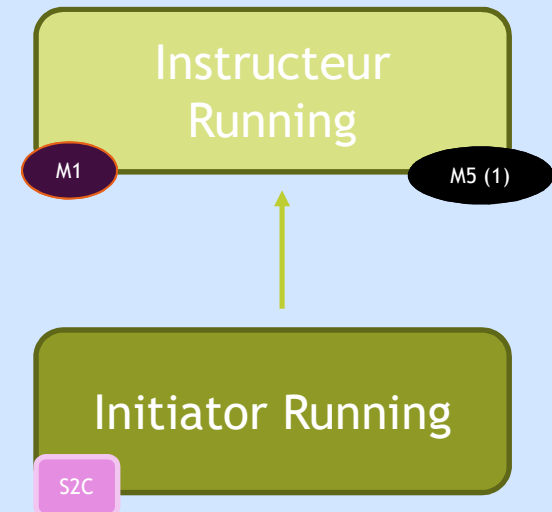 Instructeur
Running
M1
M5 (1)
Initiator Running
S2C